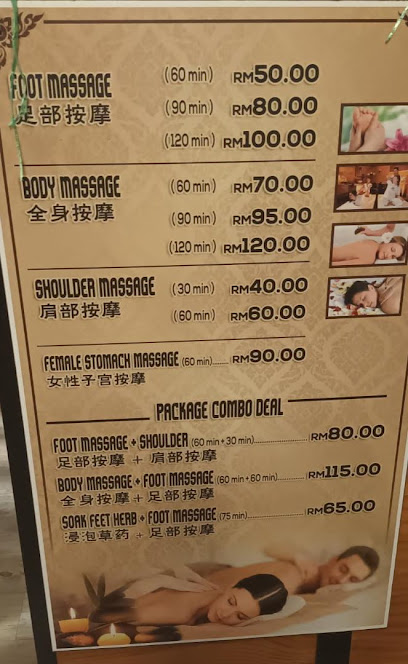 FOOT MASSAGE (60 min) RM50.00
足部按摩 (90 min) RM80.00
(120 min) RM100.00
BODY MASSAGE (60 min) RM70.00
全身按摩 (90 min) RM95.00
(120 min) RM120.00
SHOULDER MASSAGE (30 min) RM40.00
肩部按摩 (60 min) RM60.00
FEMALE STOMACH MASSAGE (60 min)......RM90.00
女性子宫按摩
PACKAGE COMBO DEAL
FOOT MASSAGE + SHOULDER (60 min + 30 min)......................RM80.00
足部按摩 + 肩部按摩
BODY MASSAGE + FOOT MASSAGE (60 min + 60 min)..............RM115.00
全身按摩 + 足部按摩
SOAK FEET HERB + FOOT MASSAGE (75 min)........................RM65.00
浸泡草药 + 足部按摩